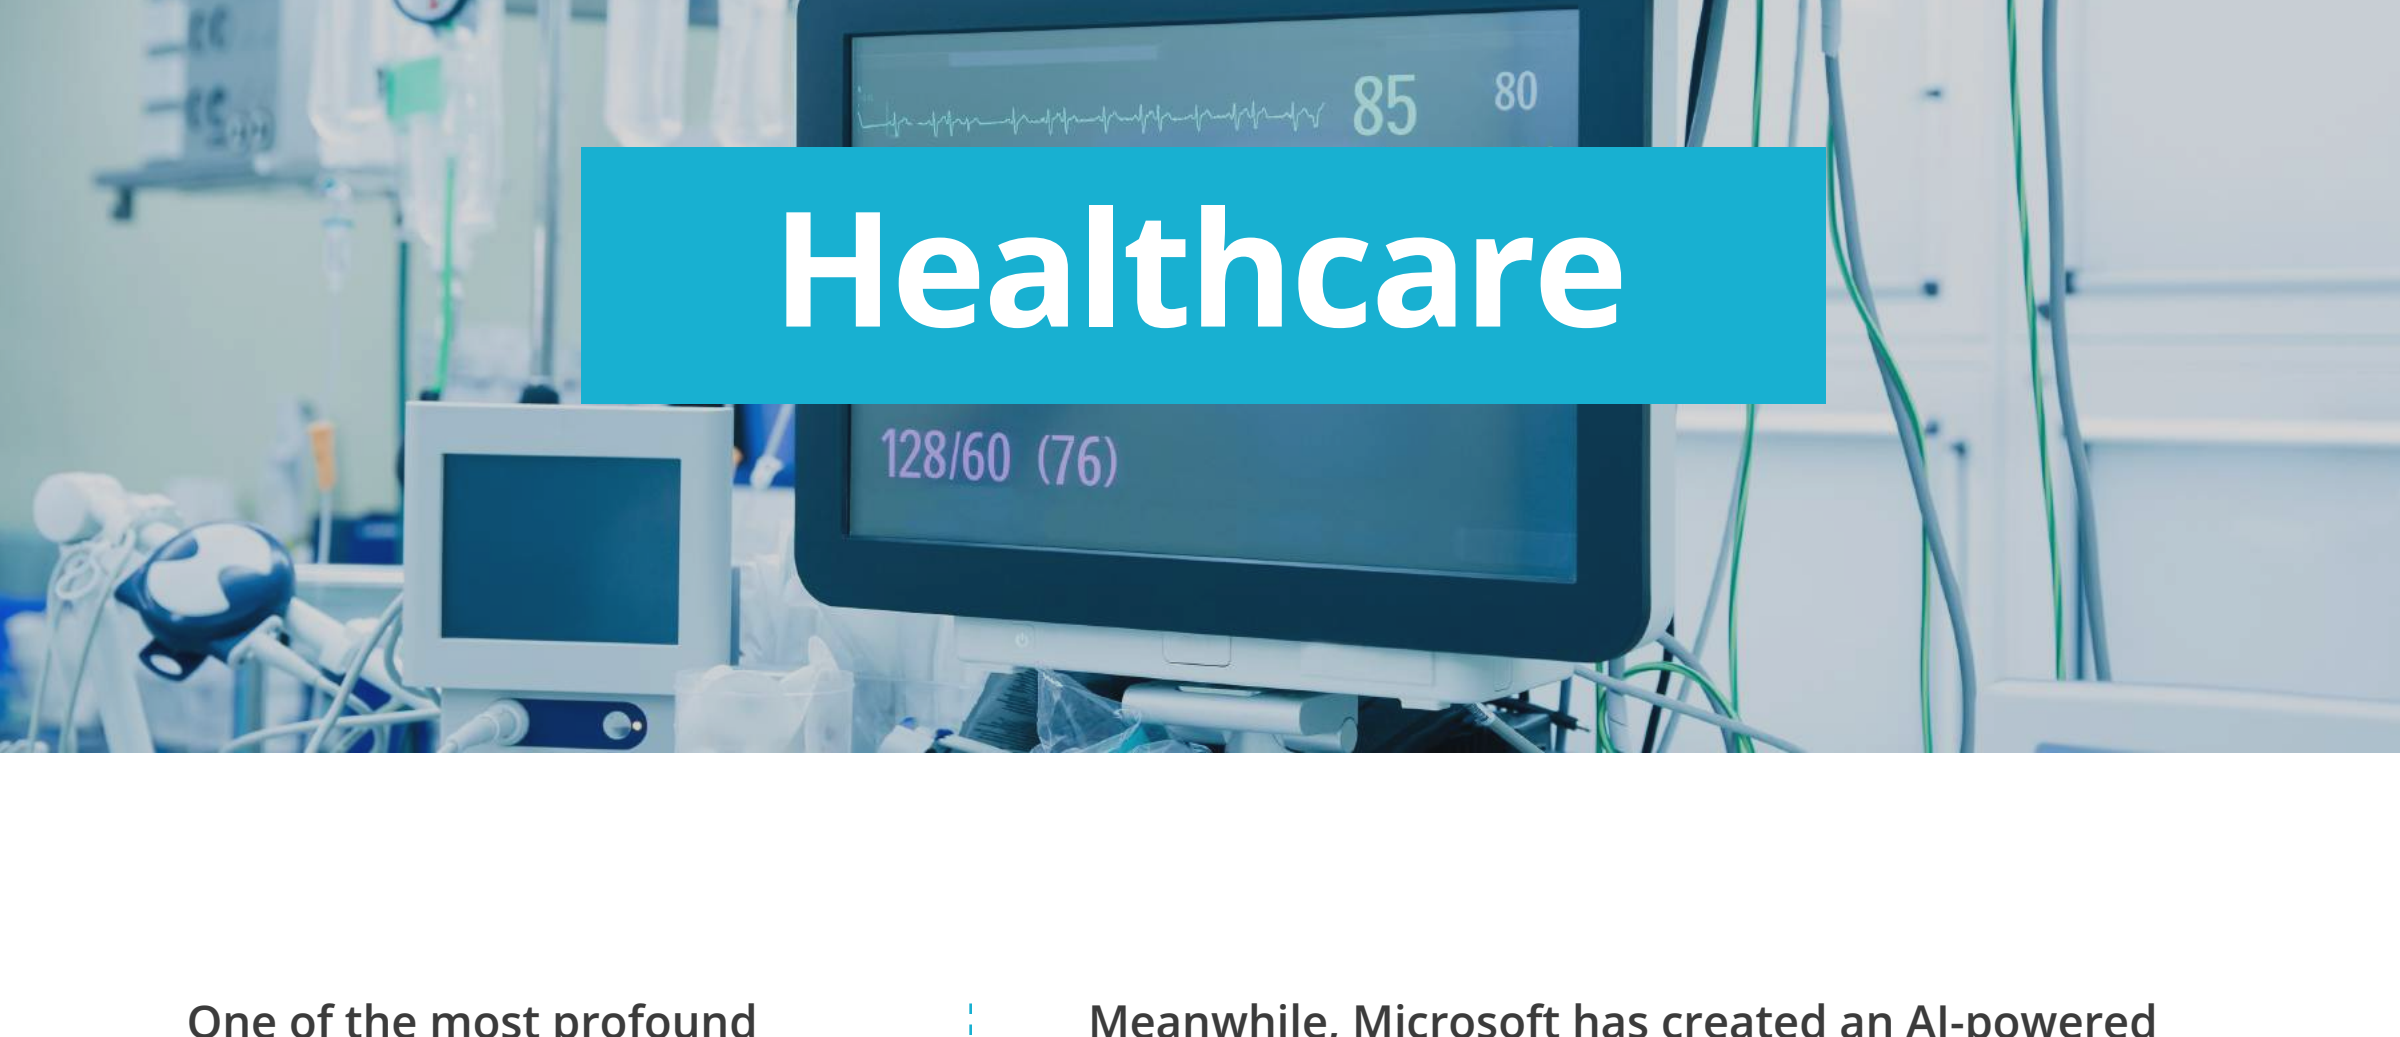 85 80
Healthcare
128/60 (76)
One of the most profound
Meanwhile, Microsoft has created an AI-powered